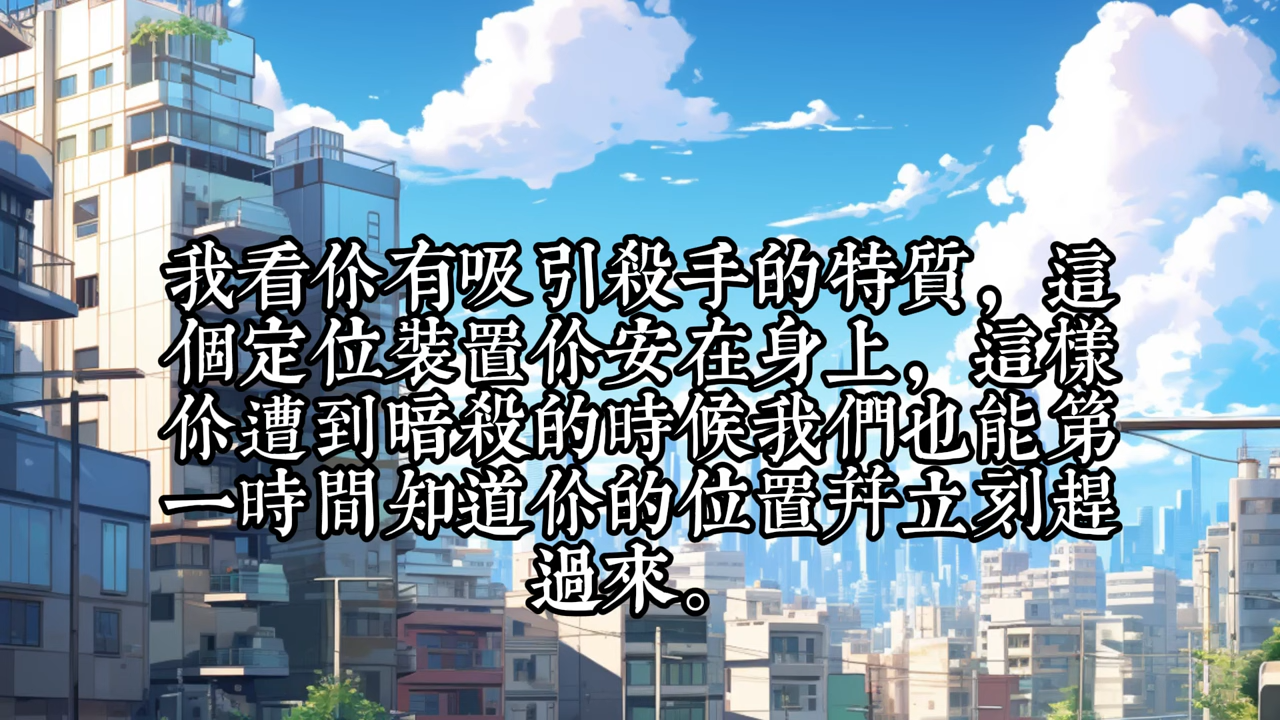 我看你有吸引殺手的特質，這
個定位裝置你安在身上，這樣
你遭到暗殺的時候我們也能第
一時間知道你的位置并立刻趕
過來。